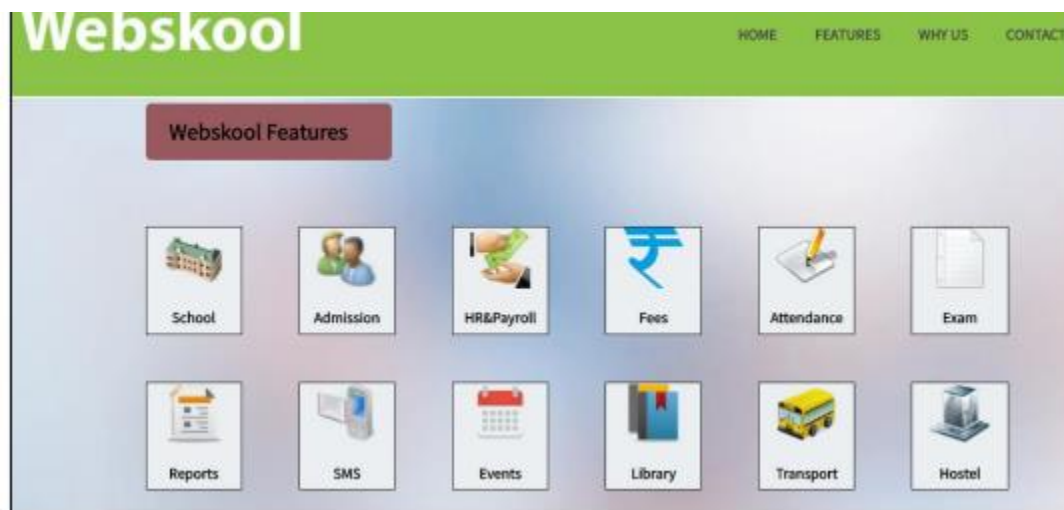 Webskool
HOME FEATURES WHY US CONTACT
Webskool Features
School Admission HR&Payroll Fees Attendance Exam
Reports SMS Events Library Transport Hostel